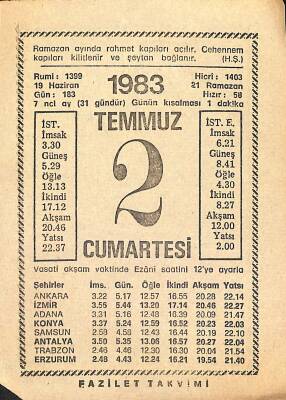 Ramazan ayında rahmet kapıları açılır. Cehennem
kapıları kilitlenir ve şeytan bağlanır. (H.Ş.)
Rumi : 1399
19 Haziran
Gün : 183
1983
Hicri : 1403
21 Ramazan
Hızır : 58
7 nci ay (31 gündür) Günün kısalması 1 dakika
TEMMUZ
İST.
İmsak
3.30
Güneş
5.29
Öğle
13.13
İkindi
17.12
Akşam
20.46
Yatsı
22.37
2
İST. E.
İmsak
6.21
Güneş
8.41
Öğle
4.30
İkindi
8.27
Akşam
12.00
Yatsı
2.00
CUMARTESİ
Vasati akşam vaktinde Ezâni saatini 12'ye ayarla
Şehirler İms. Gün. Öğle İkindi Akşam Yatsı
ANKARA 3.22 5.17 12.57 16.55 20.28 22.14
İZMİR 3.55 5.44 13.20 17.14 20.46 22.27
ADANA 3.31 5.16 12.48 16.39 20.09 21.47
KONYA 3.37 5.24 12.59 16.52 20.23 22.03
SAMSUN 2.58 4.58 12.43 16.44 20.19 22.10
ANTALYA 3.50 5.35 13.06 16.57 20.27 22.04
TRABZON 2.46 4.46 12.30 16.30 20.04 21.54
ERZURUM 2.48 4.43 12.24 16.21 19.54 21.40
FAZİLET TAKVİMİ